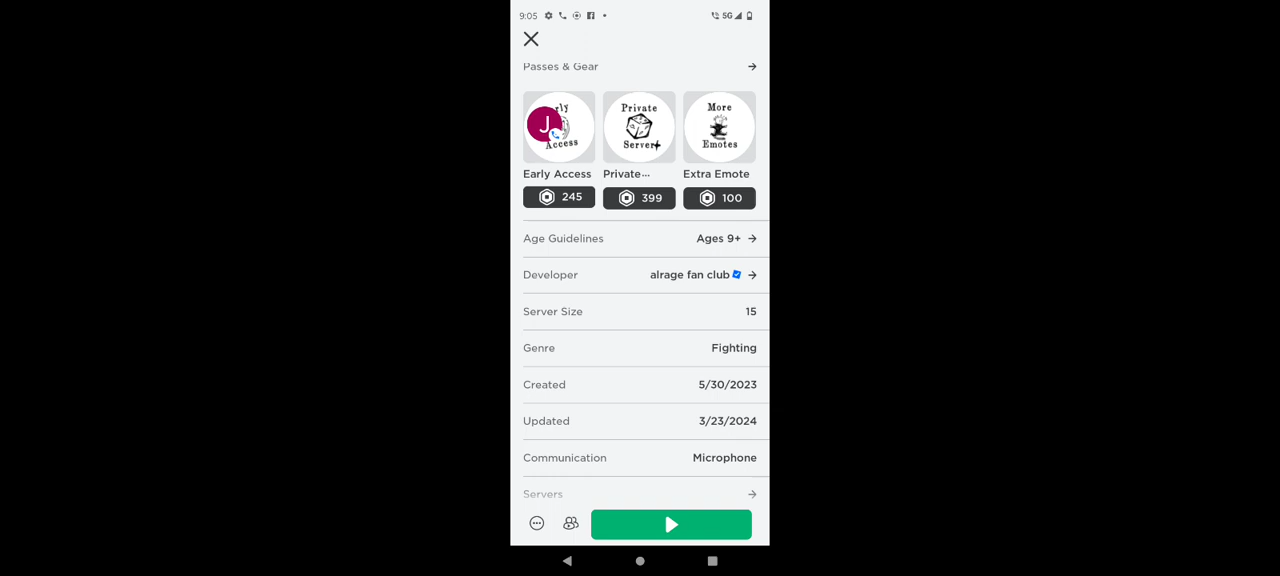 9:05 5G
Passes & Gear
rly
Access
J
Private
Server+
More
Emotes
Early Access Private... Extra Emote
245 399 100
Age Guidelines Ages 9+
Developer alrage fan club
Server Size 15
Genre Fighting
Created 5/30/2023
Updated 3/23/2024
Communication Microphone
Servers